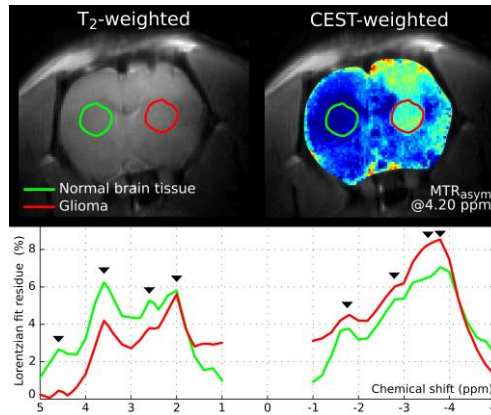 T2-weighted
CEST-weighted
Normal brain tissue
Glioma
MTRasym
@4.20 ppm
Lorentzian fit residue (%)
8
6
4
2
0
Chemical shift (ppm)
5 4 3 2 1 0 -1 -2 -3 -4